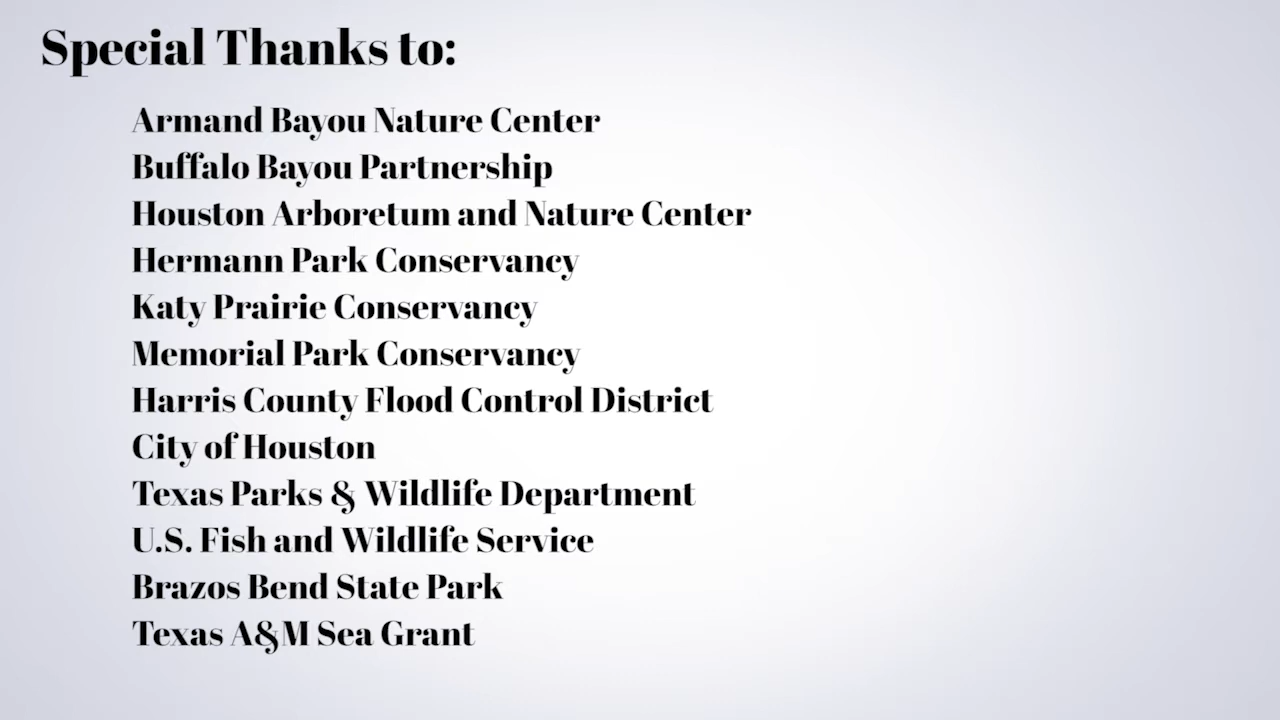 Special Thanks to:
Armand Bayou Nature Center
Buffalo Bayou Partnership
Houston Arboretum and Nature Center
Hermann Park Conservancy
Katy Prairie Conservancy
Memorial Park Conservancy
Harris County Flood Control District
City of Houston
Texas Parks & Wildlife Department
U.S. Fish and Wildlife Service
Brazos Bend State Park
Texas A&M Sea Grant